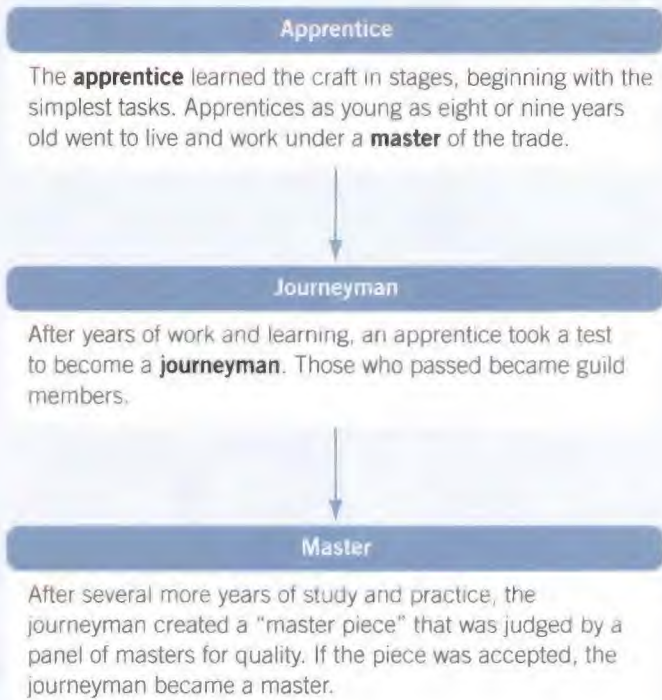 Apprentice
The apprentice learned the craft in stages, beginning with the
simplest tasks. Apprentices as young as eight or nine years
old went to live and work under a master of the trade.
Journeyman
After years of work and learning, an apprentice took a test
to become a journeyman. Those who passed became guild
members.
Master
After several more years of study and practice, the
journeyman created a "master piece" that was judged by a
panel of masters for quality. If the piece was accepted, the
journeyman became a master.